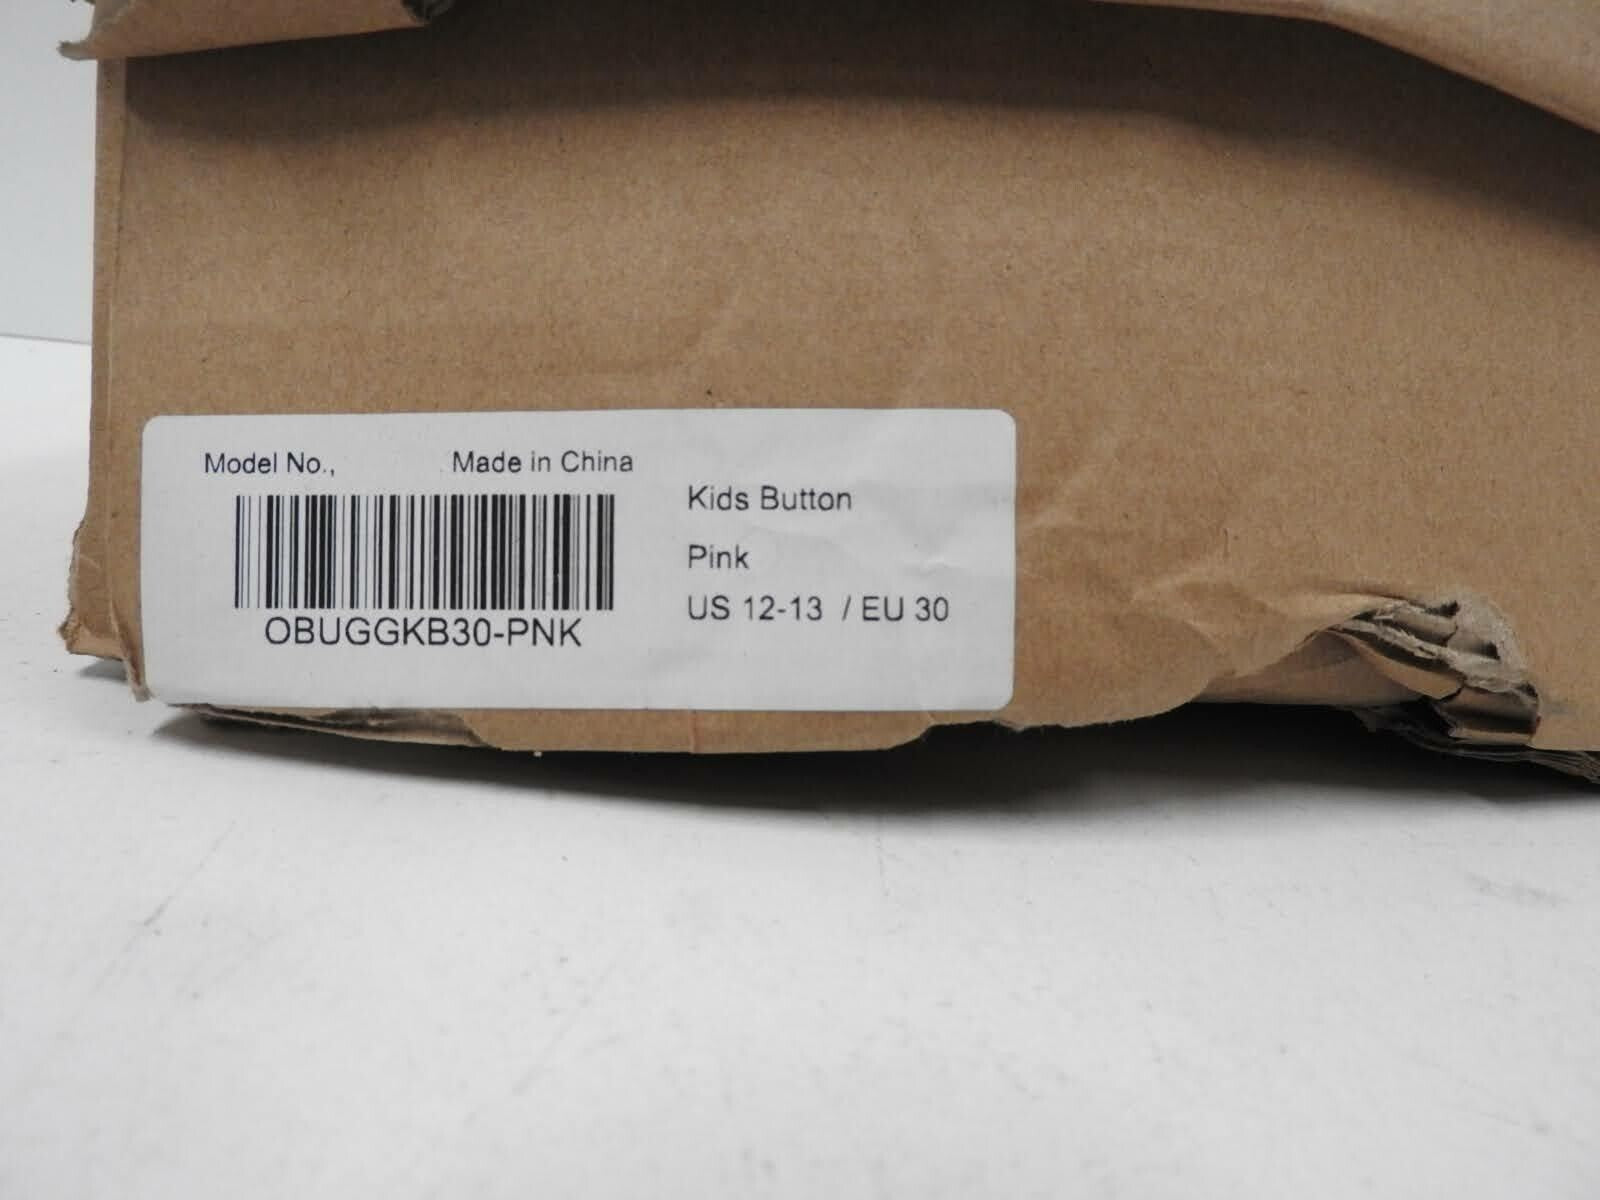 Model No.,
Made in China
OBUGGKB30-PNK
Kids Button
Pink
US 12-13 / EU 30